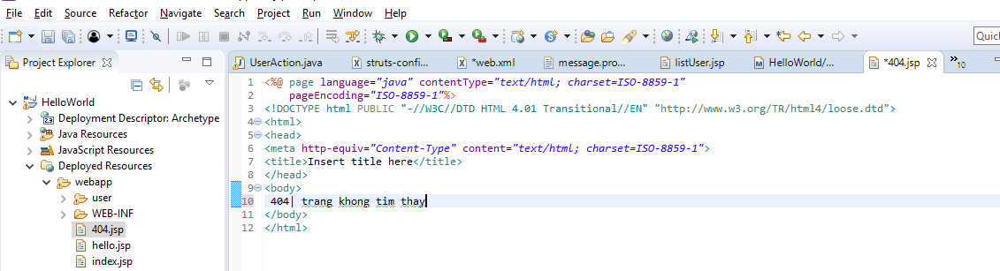 File Edit Source Refactor Navigate Search Project Run Window Help
Quic
Project Explorer
UserAction.java struts-confi... *web.xml message.pro... listUser.jsp HelloWorld/... *404.jsp »10
HelloWorld
Deployment Descriptor: Archetype
Java Resources
JavaScript Resources
Deployed Resources
webapp
user
WEB-INF
404.jsp
hello.jsp
index.jsp
1 <%@ page language="java" contentType="text/html; charset=ISO-8859-1"
2 pageEncoding="ISO-8859-1"%>
3 <!DOCTYPE html PUBLIC "-//W3C//DTD HTML 4.01 Transitional//EN" "http://www.w3.org/TR/html4/loose.dtd">
4 <html>
5 <head>
6 <meta http-equiv="Content-Type" content="text/html; charset=ISO-8859-1">
7 <title>Insert title here</title>
8 </head>
9 <body>
10 404| trang khong tim thay
11 </body>
12 </html>